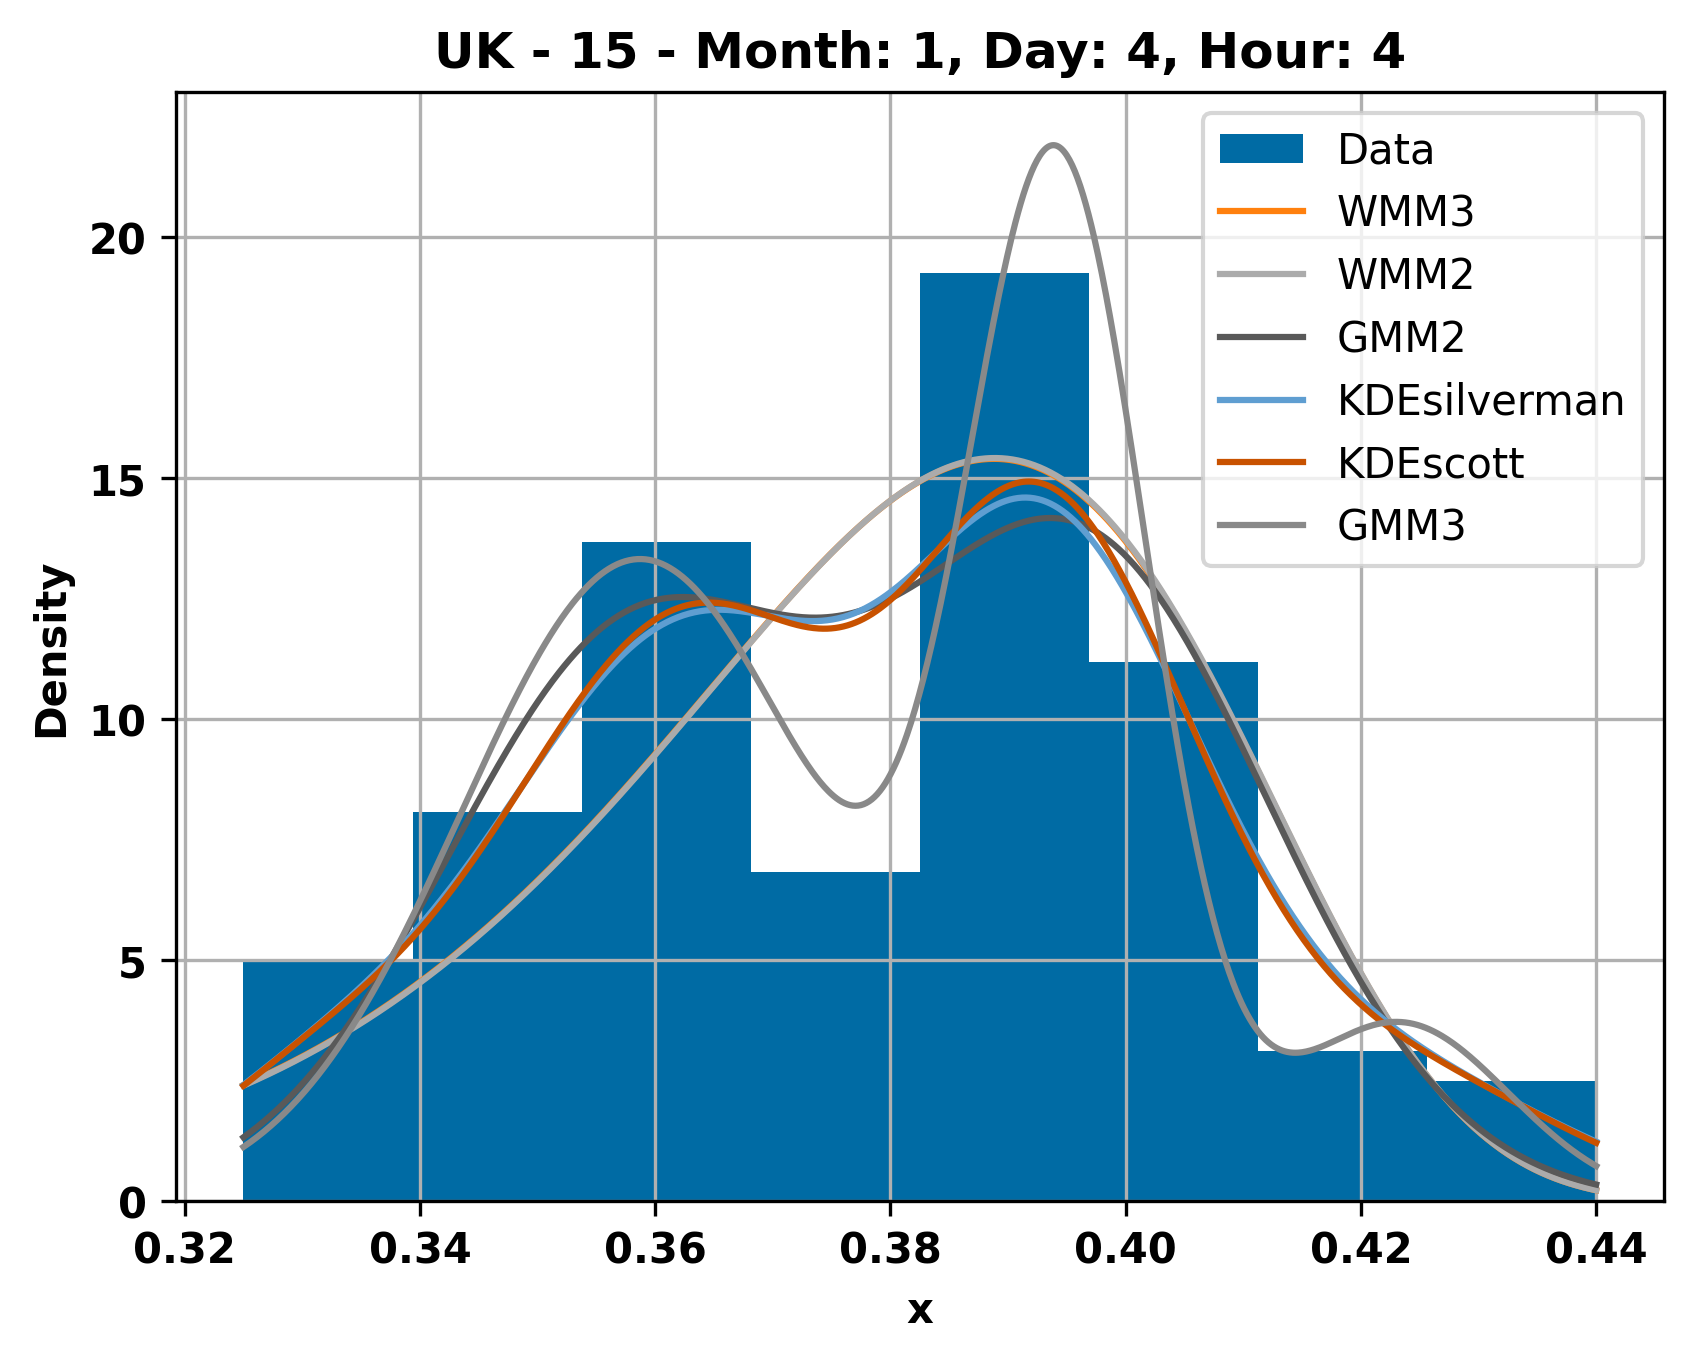 UK - 15 - Month: 1, Day: 4, Hour: 4
Data
WMM3
WMM2
GMM2
KDEsilverman
KDEscott
GMM3
Density
20
15
10
5
0
0.32 0.34 0.36 0.38 0.40 0.42 0.44
x